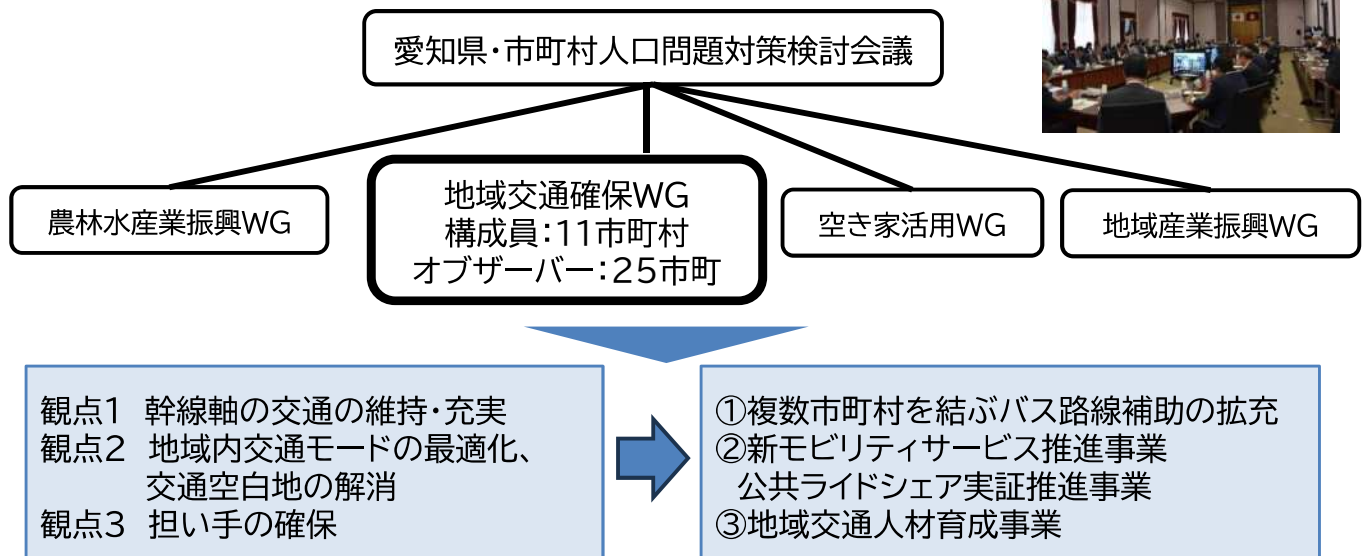 愛知県・市町村人口問題対策検討会議
農林水産業振興WG
地域交通確保WG
構成員：11市町村
オブザーバー：25市町
空き家活用WG
地域産業振興WG
観点1 幹線軸の交通の維持・充実
観点2 地域内交通モードの最適化、
交通空白地の解消
観点3 担い手の確保
①複数市町村を結ぶバス路線補助の拡充
②新モビリティサービス推進事業
公共ライドシェア実証推進事業
③地域交通人材育成事業